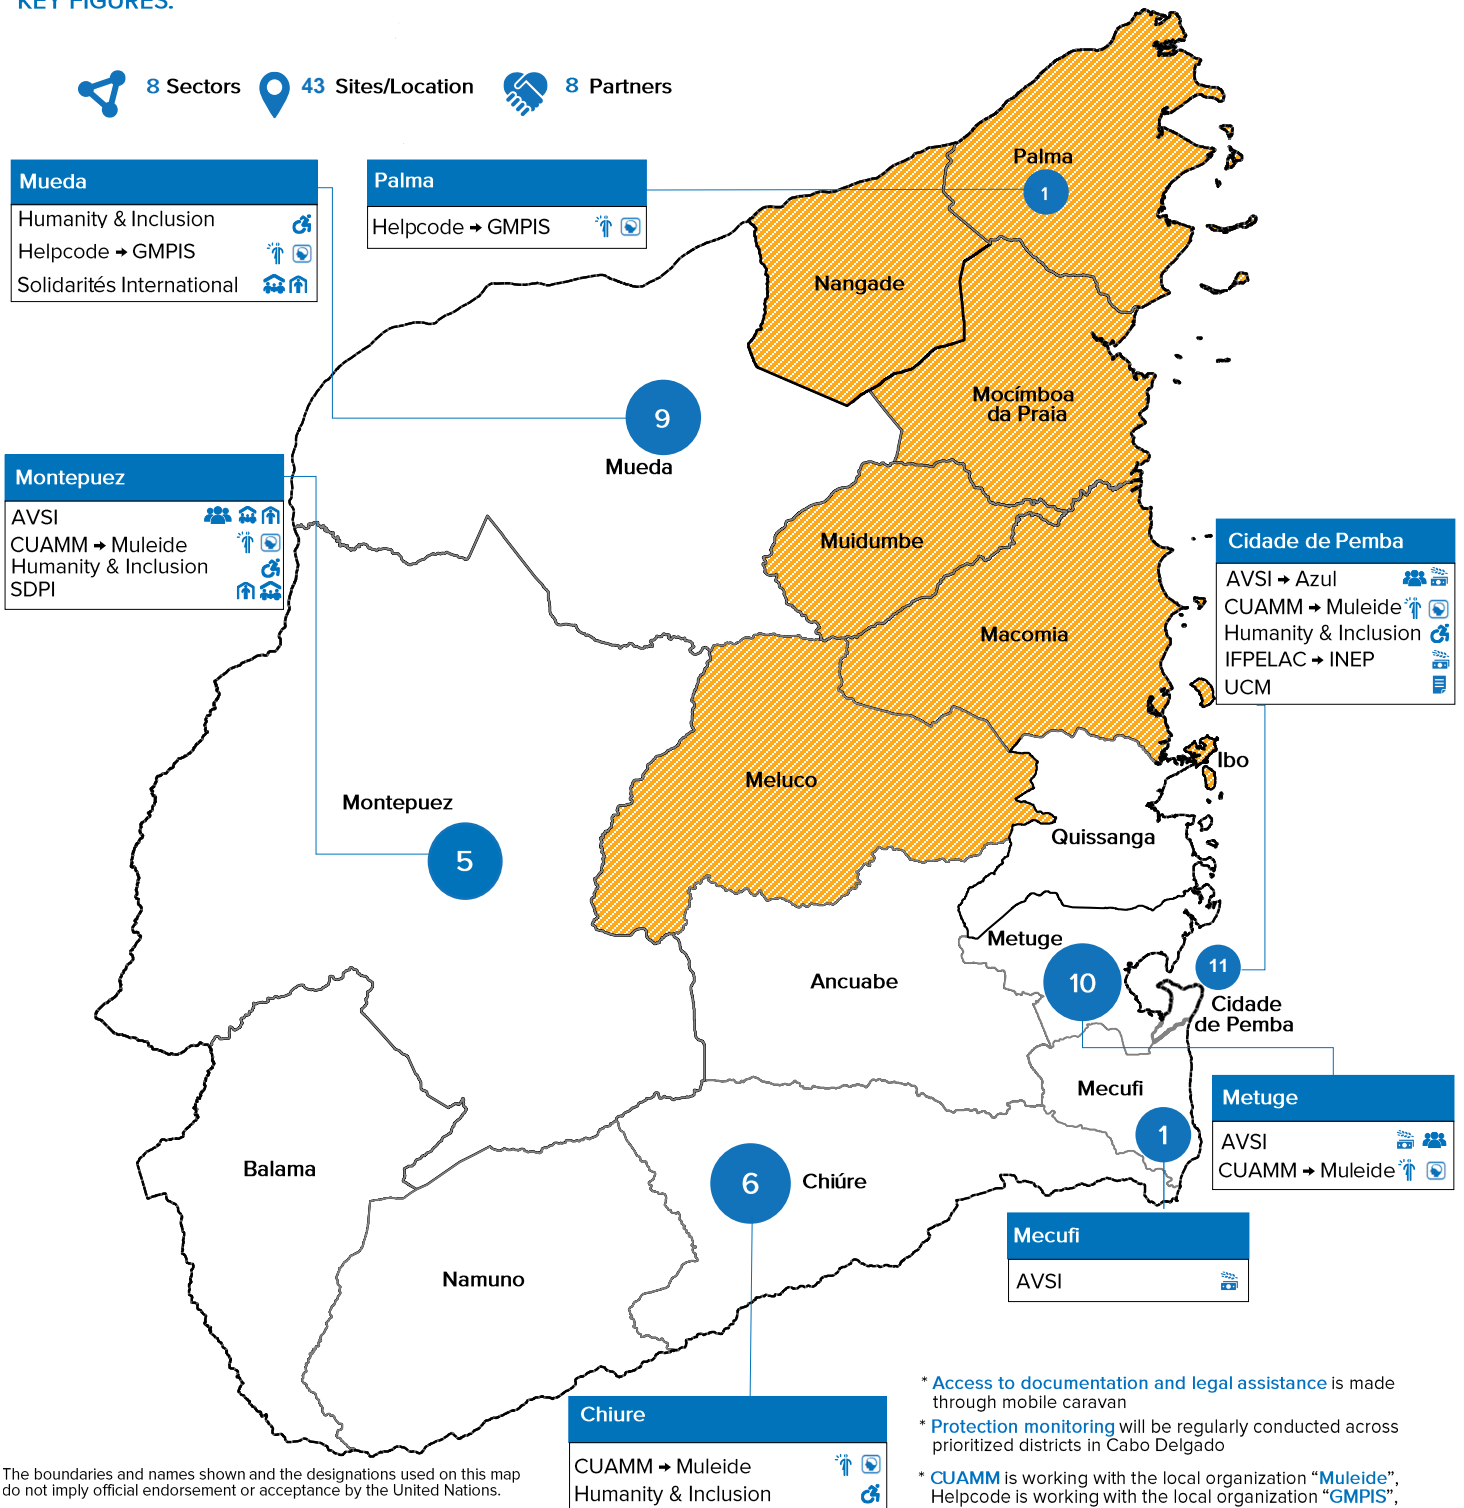 KEY FIGURES:
8 Sectors
43 Sites/Location
8 Partners
Mueda
Humanity & Inclusion
Helpcode → GMPIS
Solidarités International
Palma
Helpcode → GMPIS
Palma
1
Nangade
Mocímboa
da Praia
9
Mueda
Montepuez
AVSI
CUAMM → Muleide
Humanity & Inclusion
SDPI
Muidumbe
Macomia
Cidade de Pemba
AVSI → Azul
CUAMM → Muleide
Humanity & Inclusion
IFPELAC → INEP
UCM
Ibo
Meluco
Montepuez
5
Quissanga
Metuge
10
11
Cidade
de Pemba
Ancuabe
Mecufi
1
Metuge
AVSI
CUAMM → Muleide
Balama
6
Chiúre
Namuno
Mecufi
AVSI
Chiure
CUAMM → Muleide
Humanity & Inclusion
* Access to documentation and legal assistance is made
through mobile caravan
* Protection monitoring will be regularly conducted across
prioritized districts in Cabo Delgado
* CUAMM is working with the local organization “Muleide”,
Helpcode is working with the local organization “GMPIS”,
The boundaries and names shown and the designations used on this map
do not imply official endorsement or acceptance by the United Nations.